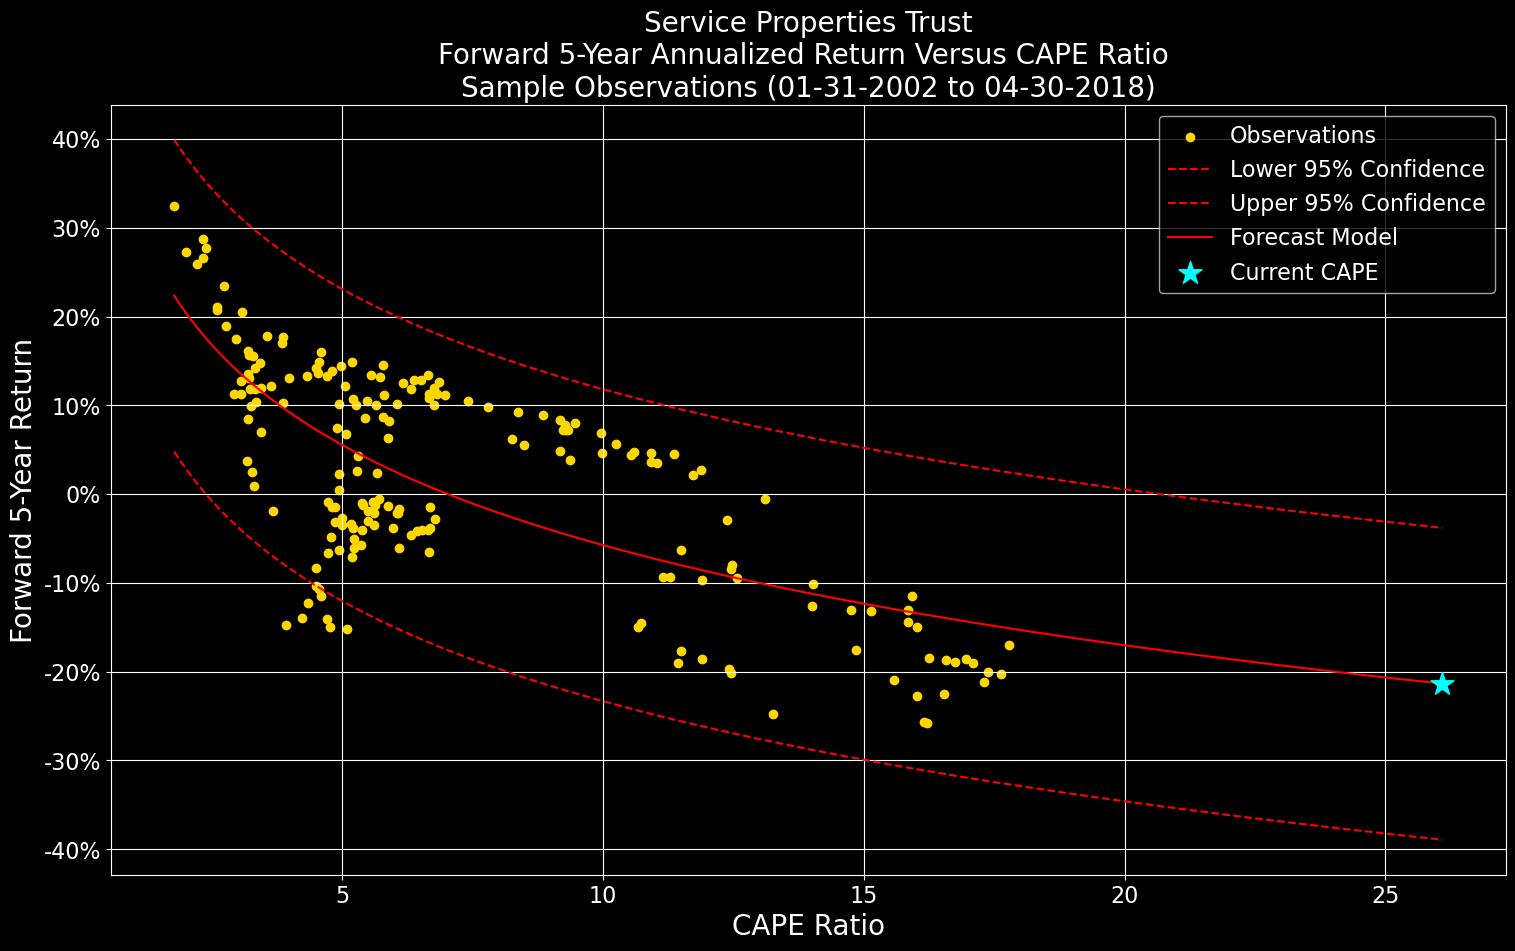 Service Properties Trust
Forward 5-Year Annualized Return Versus CAPE Ratio
Sample Observations (01-31-2002 to 04-30-2018)
Observations
Lower 95% Confidence
Upper 95% Confidence
Forecast Model
Current CAPE
Forward 5-Year Return
40%
30%
20%
10%
0%
-10%
-20%
-30%
-40%
5
10
15
20
25
CAPE Ratio